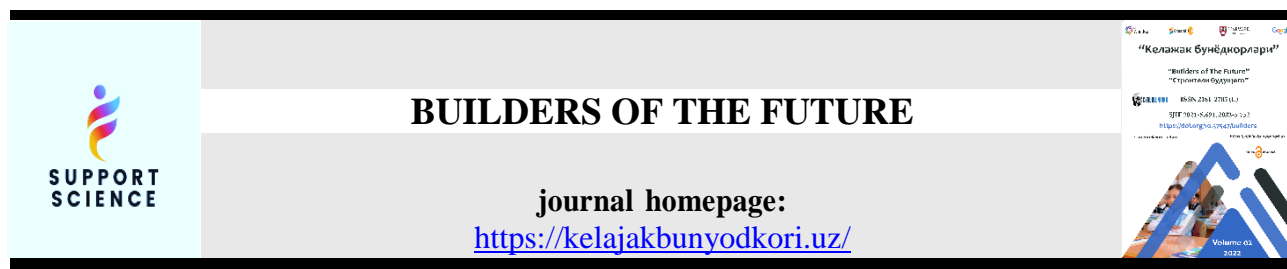 SUPPORT
SCIENCE
BUILDERS OF THE FUTURE
journal homepage:
https://kelajakbunyodkori.uz/
“Келажак бунёдкорлари”
"Builders of The Future"
"Строители будущего"
Volume 02
2022